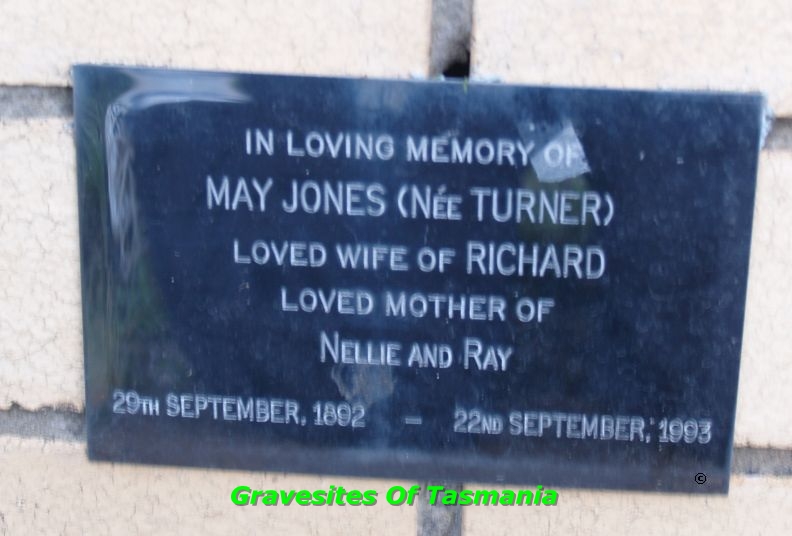 IN LOVING MEMORY OF
MAY JONES (NÉE TURNER)
LOVED WIFE OF RICHARD
LOVED MOTHER OF
NELLIE AND RAY
29TH SEPTEMBER, 1892 – 22ND SEPTEMBER, 1993
©
Gravesites Of Tasmania